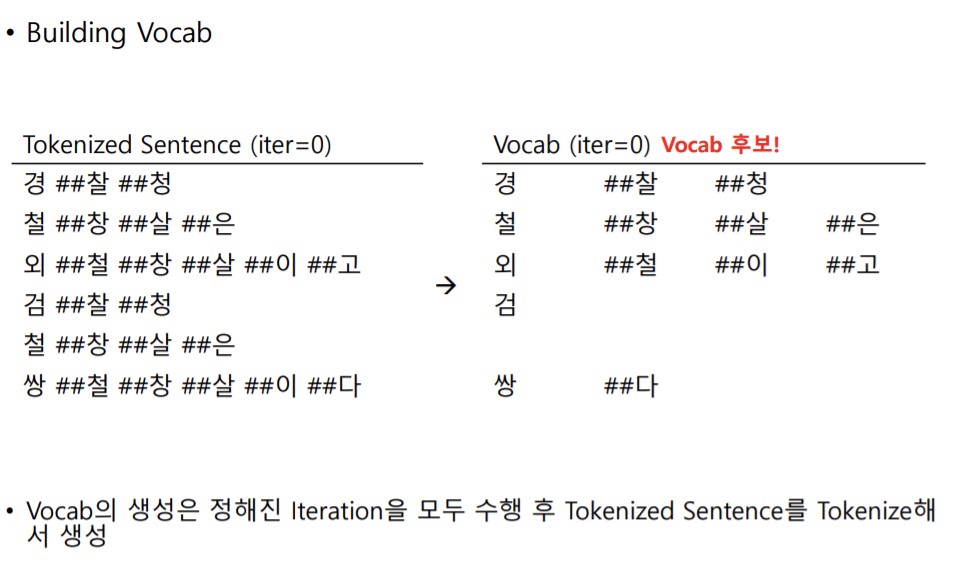 • Building Vocab
Tokenized Sentence (iter=0)
경 ##찰 ##청
철 ##창 ##살 ##은
외 ##철 ##창 ##살 ##이 ##고
검 ##찰 ##청
철 ##창 ##살 ##은
쌍 ##철 ##창 ##살 ##이 ##다
→
Vocab (iter=0) Vocab 후보!
경 ##찰 ##청
철 ##창 ##살 ##은
외 ##철 ##이 ##고
검
쌍 ##다
• Vocab의 생성은 정해진 Iteration을 모두 수행 후 Tokenized Sentence를 Tokenize해
서 생성